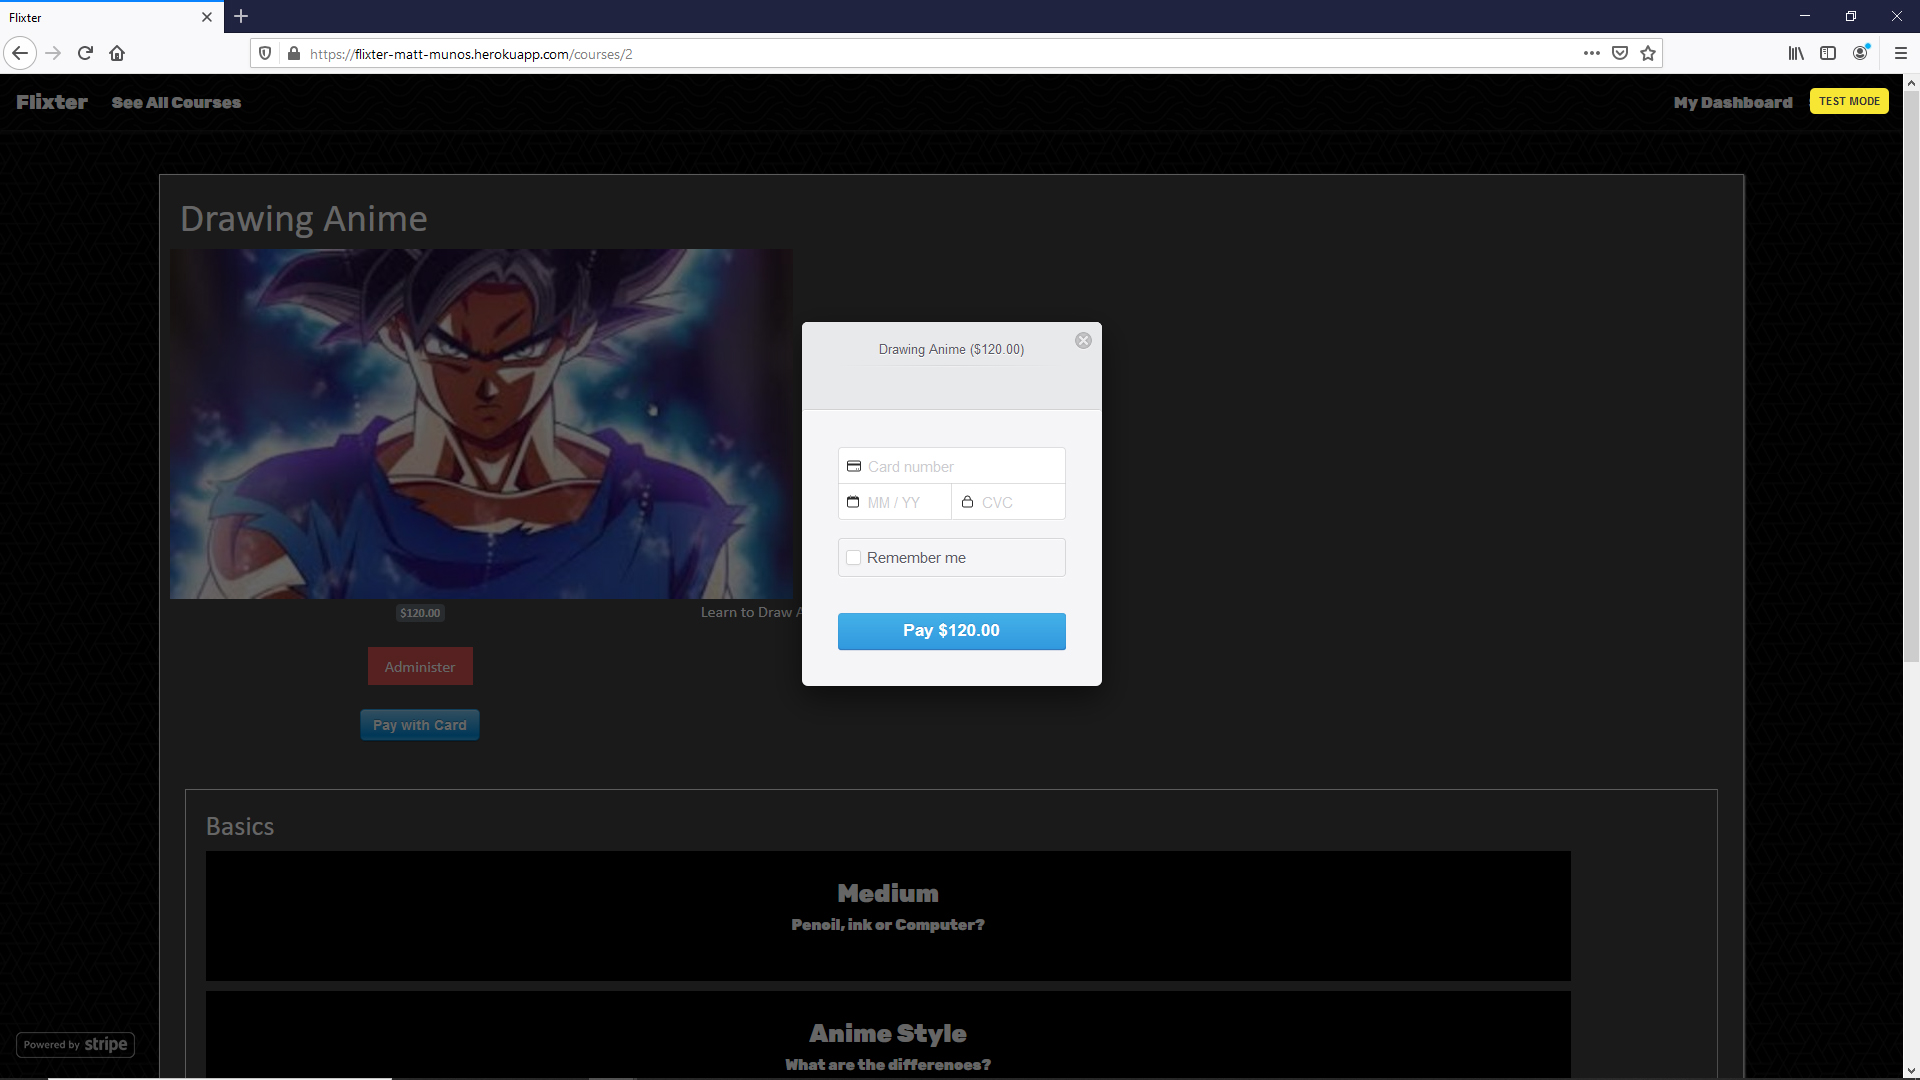 Flixter
https://flixter-matt-munos.herokuapp.com/courses/2
Flixter See All Courses My Dashboard TEST MODE
Drawing Anime
Drawing Anime ($120.00)
Card number
MM / YY CVC
Remember me
Pay $120.00
$120.00
Learn to Draw A
Administer
Pay with Card
Basics
Medium
Pencil, ink or Computer?
Anime Style
What are the differences?
Powered by stripe